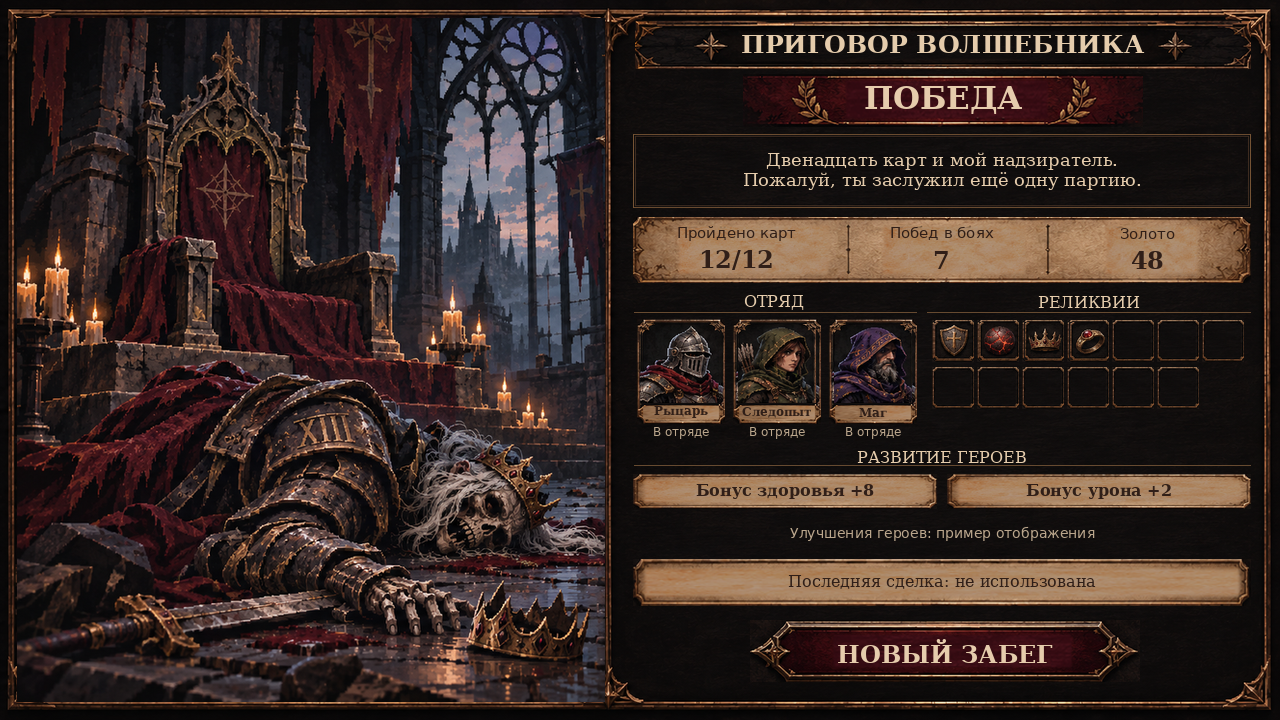 ПРИГОВОР ВОЛШЕБНИКА
ПОБЕДА
Двенадцать карт и мой надзиратель.
Пожалуй, ты заслужил ещё одну партию.
Пройдено карт
12/12
Побед в боях
7
Золото
48
ОТРЯД
Рыцарь
Следопыт
Маг
В отряде
В отряде
В отряде
РЕЛИКВИИ
РАЗВИТИЕ ГЕРОЕВ
Бонус здоровья +8
Бонус урона +2
Улучшения героев: пример отображения
Последняя сделка: не использована
НОВЫЙ ЗАБЕГ
XIII